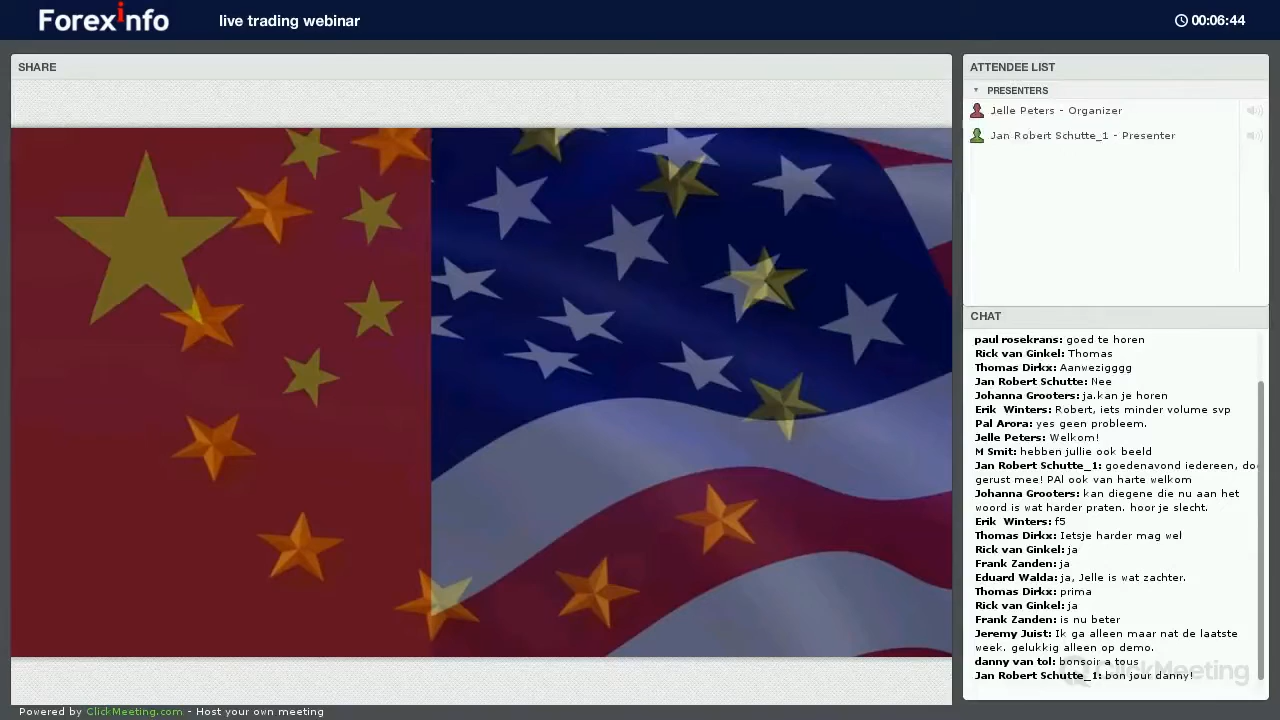 Forexinfo
live trading webinar
00:06:44
SHARE
ATTENDEE LIST
PRESENTERS
Jelle Peters - Organizer
Jan Robert Schutte_1 - Presenter
CHAT
paul rosekrans: goed te horen
Rick van Ginkel: Thomas
Thomas Dirkx: Aanwezigggg
Jan Robert Schutte: Nee
Johanna Grooters: ja.kan je horen
Erik Winters: Robert, iets minder volume svp
Pal Arora: yes geen probleem.
Jelle Peters: Welkom!
M Smit: hebben jullie ook beeld
Jan Robert Schutte_1: goedenavond iedereen, doe
gerust mee! PAl ook van harte welkom
Johanna Grooters: kan diegene die nu aan het
woord is wat harder praten. hoor je slecht.
Erik Winters: f5
Thomas Dirkx: Ietsje harder mag wel
Rick van Ginkel: ja
Frank Zanden: ja
Eduard Walda: ja, Jelle is wat zachter.
Thomas Dirkx: prima
Rick van Ginkel: ja
Frank Zanden: is nu beter
Jeremy Juist: Ik ga alleen maar nat de laatste
week. gelukkig alleen op demo.
danny van tol: bonsoir a tous
Jan Robert Schutte_1: bon jour danny!
ClickMeeting
Powered by ClickMeeting.com - Host your own meeting